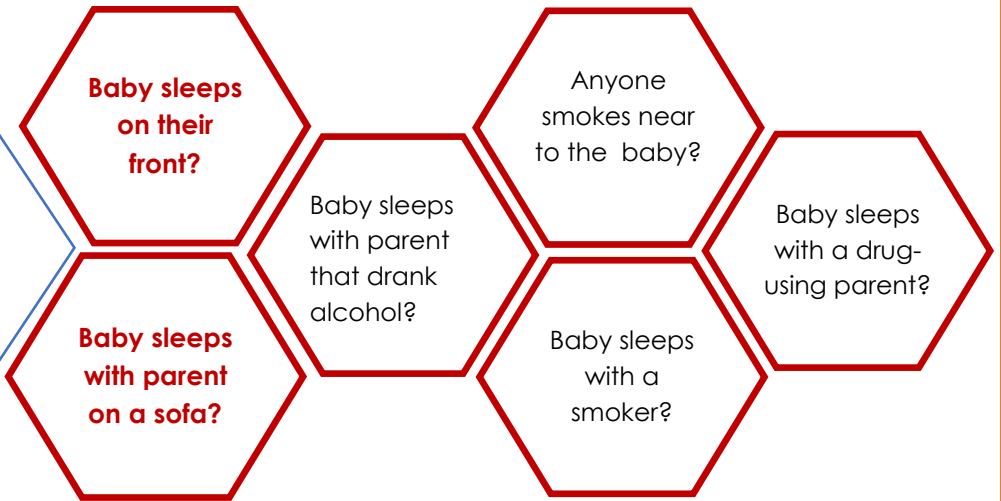 Baby sleeps
on their
front?
Baby sleeps
with parent
on a sofa?
Baby sleeps
with parent
that drank
alcohol?
Anyone
smokes near
to the  baby?
Baby sleeps
with a
smoker?
Baby sleeps
with a drug-
using parent?